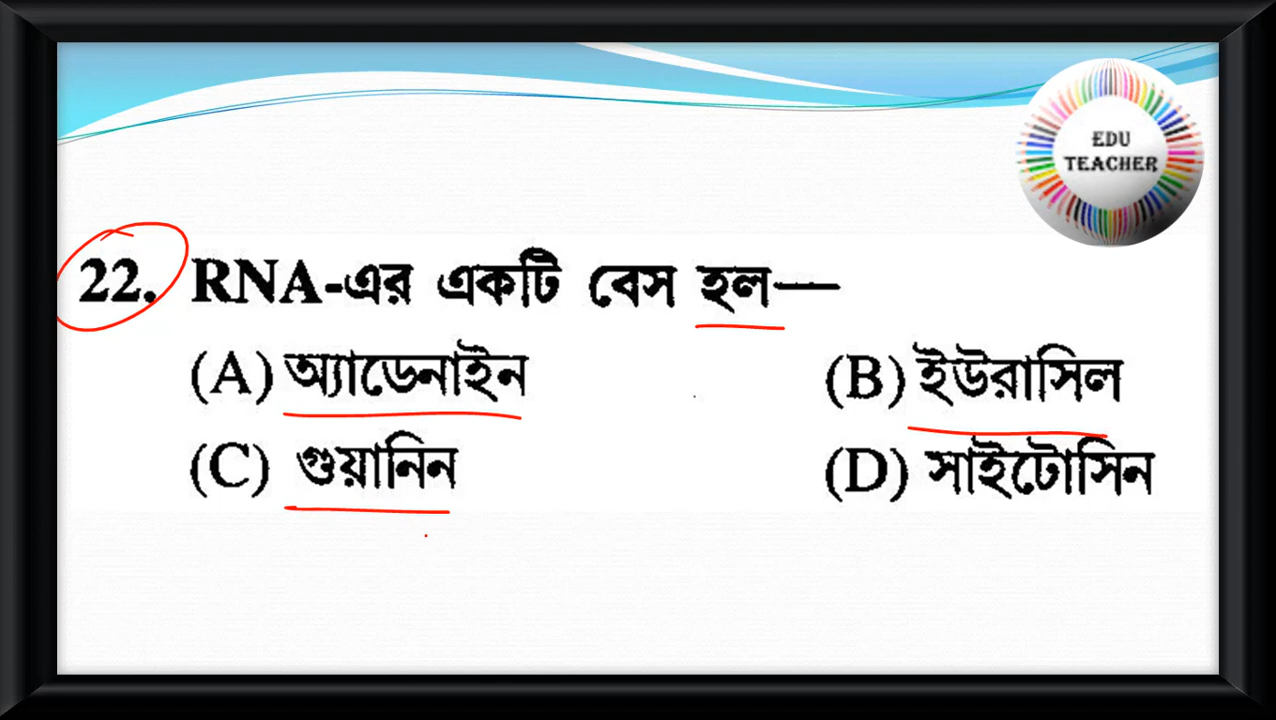 EDU
TEACHER
22. RNA-এর একটি বেস হল—
(A) অ্যাডেনাইন
(B) ইউরাসিল
(C) গুয়ানিন
(D) সাইটোসিন